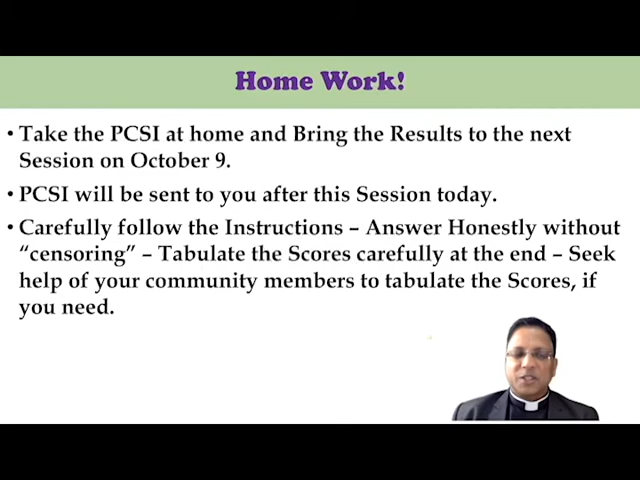 Home Work!
• Take the PCSI at home and Bring the Results to the next
Session on October 9.
• PCSI will be sent to you after this Session today.
• Carefully follow the Instructions – Answer Honestly without
“censoring” – Tabulate the Scores carefully at the end – Seek
help of your community members to tabulate the Scores, if
you need.